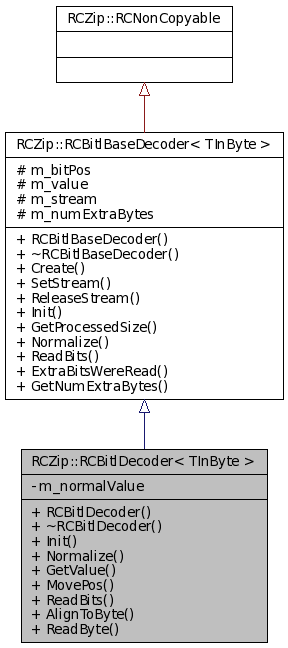 RCZip::RCNonCopyable
RCZip::RCBitlBaseDecoder< TInByte >
# m_bitPos
# m_value
# m_stream
# m_numExtraBytes
+ RCBitlBaseDecoder()
+ ~RCBitlBaseDecoder()
+ Create()
+ SetStream()
+ ReleaseStream()
+ Init()
+ GetProcessedSize()
+ Normalize()
+ ReadBits()
+ ExtraBitsWereRead()
+ GetNumExtraBytes()
RCZip::RCBitlDecoder< TInByte >
- m_normalValue
+ RCBitlDecoder()
+ ~RCBitlDecoder()
+ Init()
+ Normalize()
+ GetValue()
+ MovePos()
+ ReadBits()
+ AlignToByte()
+ ReadByte()